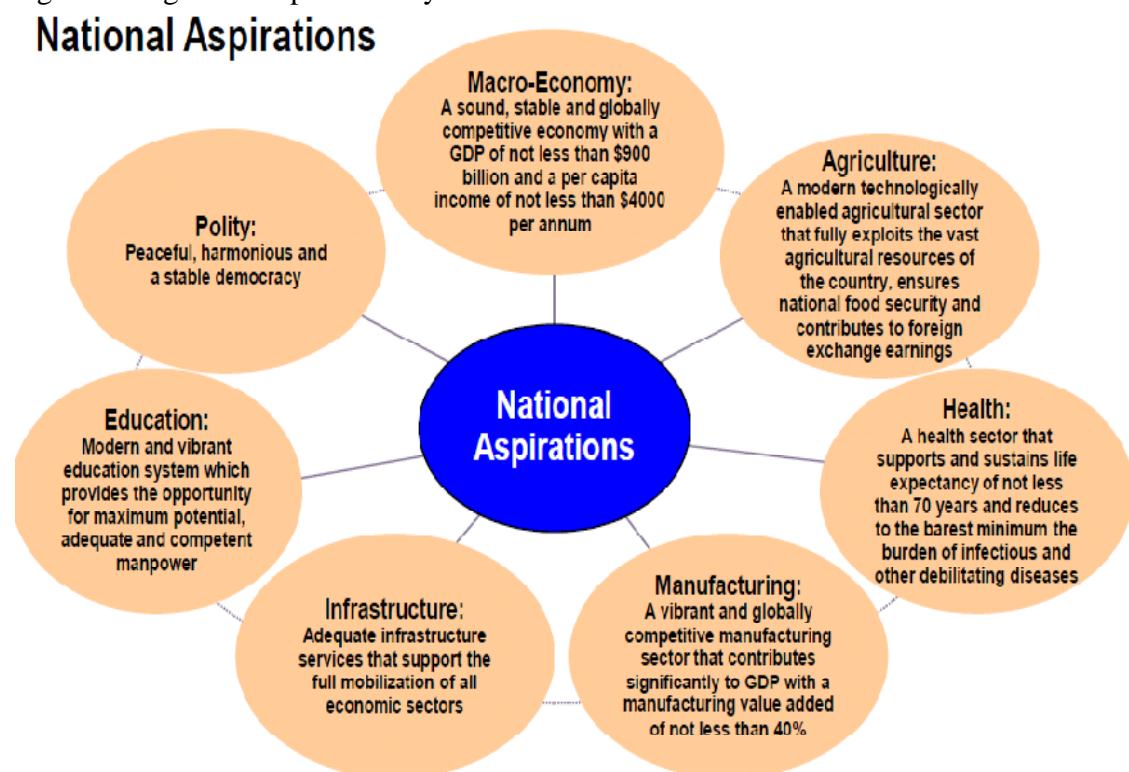 National Aspirations
Macro-Economy:
A sound, stable and globally
competitive economy with a
GDP of not less than $900
billion and a per capita
income of not less than $4000
per annum
Agriculture:
A modern technologically
enabled agricultural sector
that fully exploits the vast
agricultural resources of
the country, ensures
national food security and
contributes to foreign
exchange earnings
Health:
A health sector that
supports and sustains life
expectancy of not less
than 70 years and reduces
to the barest minimum the
burden of infectious and
other debilitating diseases
Manufacturing:
A vibrant and globally
competitive manufacturing
sector that contributes
significantly to GDP with a
manufacturing value added
of not less than 40%
Infrastructure:
Adequate infrastructure
services that support the
full mobilization of all
economic sectors
Education:
Modern and vibrant
education system which
provides the opportunity
for maximum potential,
adequate and competent
manpower
Polity:
Peaceful, harmonious and
a stable democracy
National
Aspirations